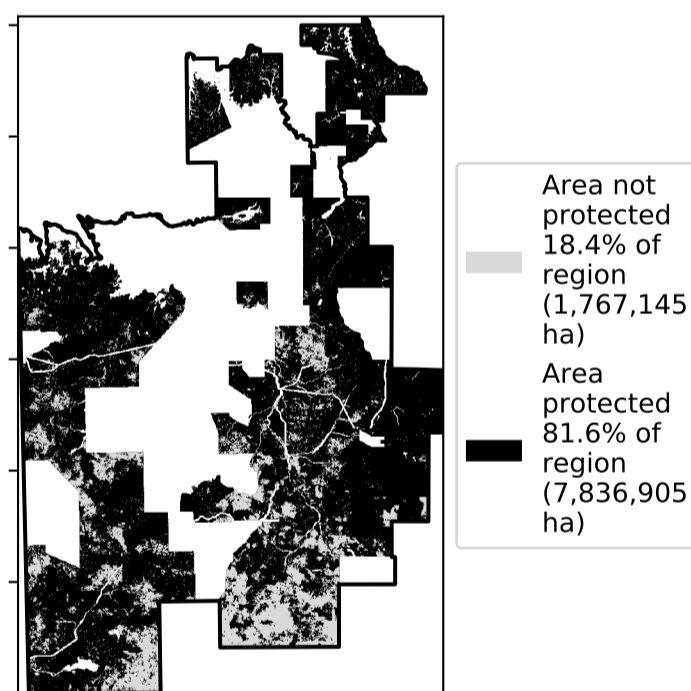 Area not
protected
18.4% of
region
(1,767,145
ha)
Area
protected
81.6% of
region
(7,836,905
ha)